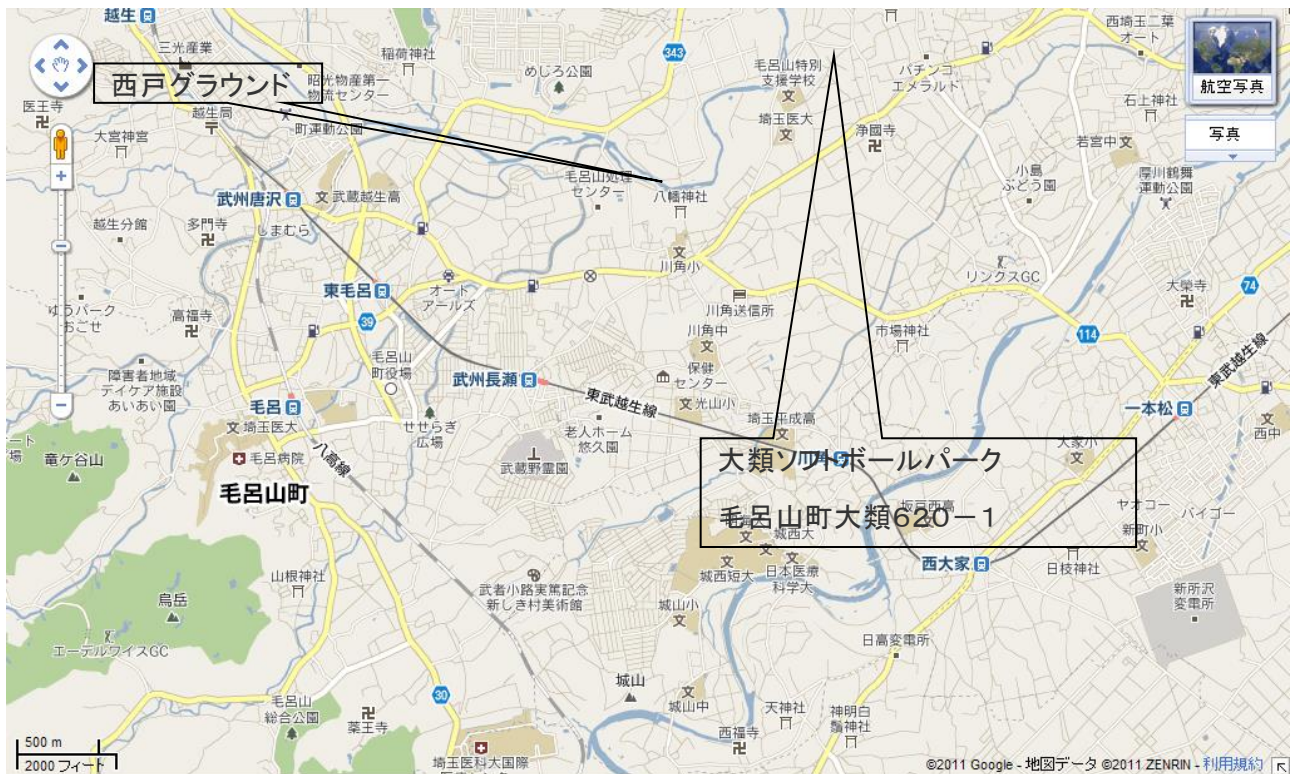 越生
三光産業
稲荷神社
343
毛呂山特別
支援学校
西埼玉二葉
オート
西戸グラウンド
昭光物産第一
物流センター
めじろ公園
パチンコ
エメラルド
航空写真
医王寺
越生局
石上神社
大宮神宮
町運動公園
埼玉医大
浄國寺
若宮中
写真
毛呂山処理
センター
八幡神社
小島
ぶどう園
厚川鶴舞
運動公園
武州唐沢
武蔵越生高
越生分館
多門寺
しまむら
川角小
リンクスGC
東毛呂
オート
アールズ
大榮寺
74
ゆうパーク
おごせ
高福寺
39
川角送信所
川角中
市場神社
114
毛呂山
町役場
保健
センター
障害者地域
デイケア施設
あいあい園
武州長瀬
東武越生線
光山小
東武越生線
毛呂
埼玉医大
せせらぎ
広場
老人ホーム
悠久園
埼玉平成高
一本松
大家小
西中
竜ケ谷山
毛呂病院
八高線
武蔵野霊園
大類ソフトボールパーク
毛呂山町大類620-1
坂戸西高
ヤオコー
バイゴー
新町小
毛呂山町
城西大
城西短大
日本医療
科学大
西大家
日枝神社
山根神社
武者小路実篤記念
新しき村美術館
城山小
新所沢
変電所
烏岳
エーデルワイスGC
日高変電所
毛呂山
総合公園
薬王寺
30
城山
城山中
天神社
神明白
鬚神社
西福寺
500 m
2000 フィート
埼玉医科大国際
©2011 Google - 地図データ ©2011 ZENRIN - 利用規約